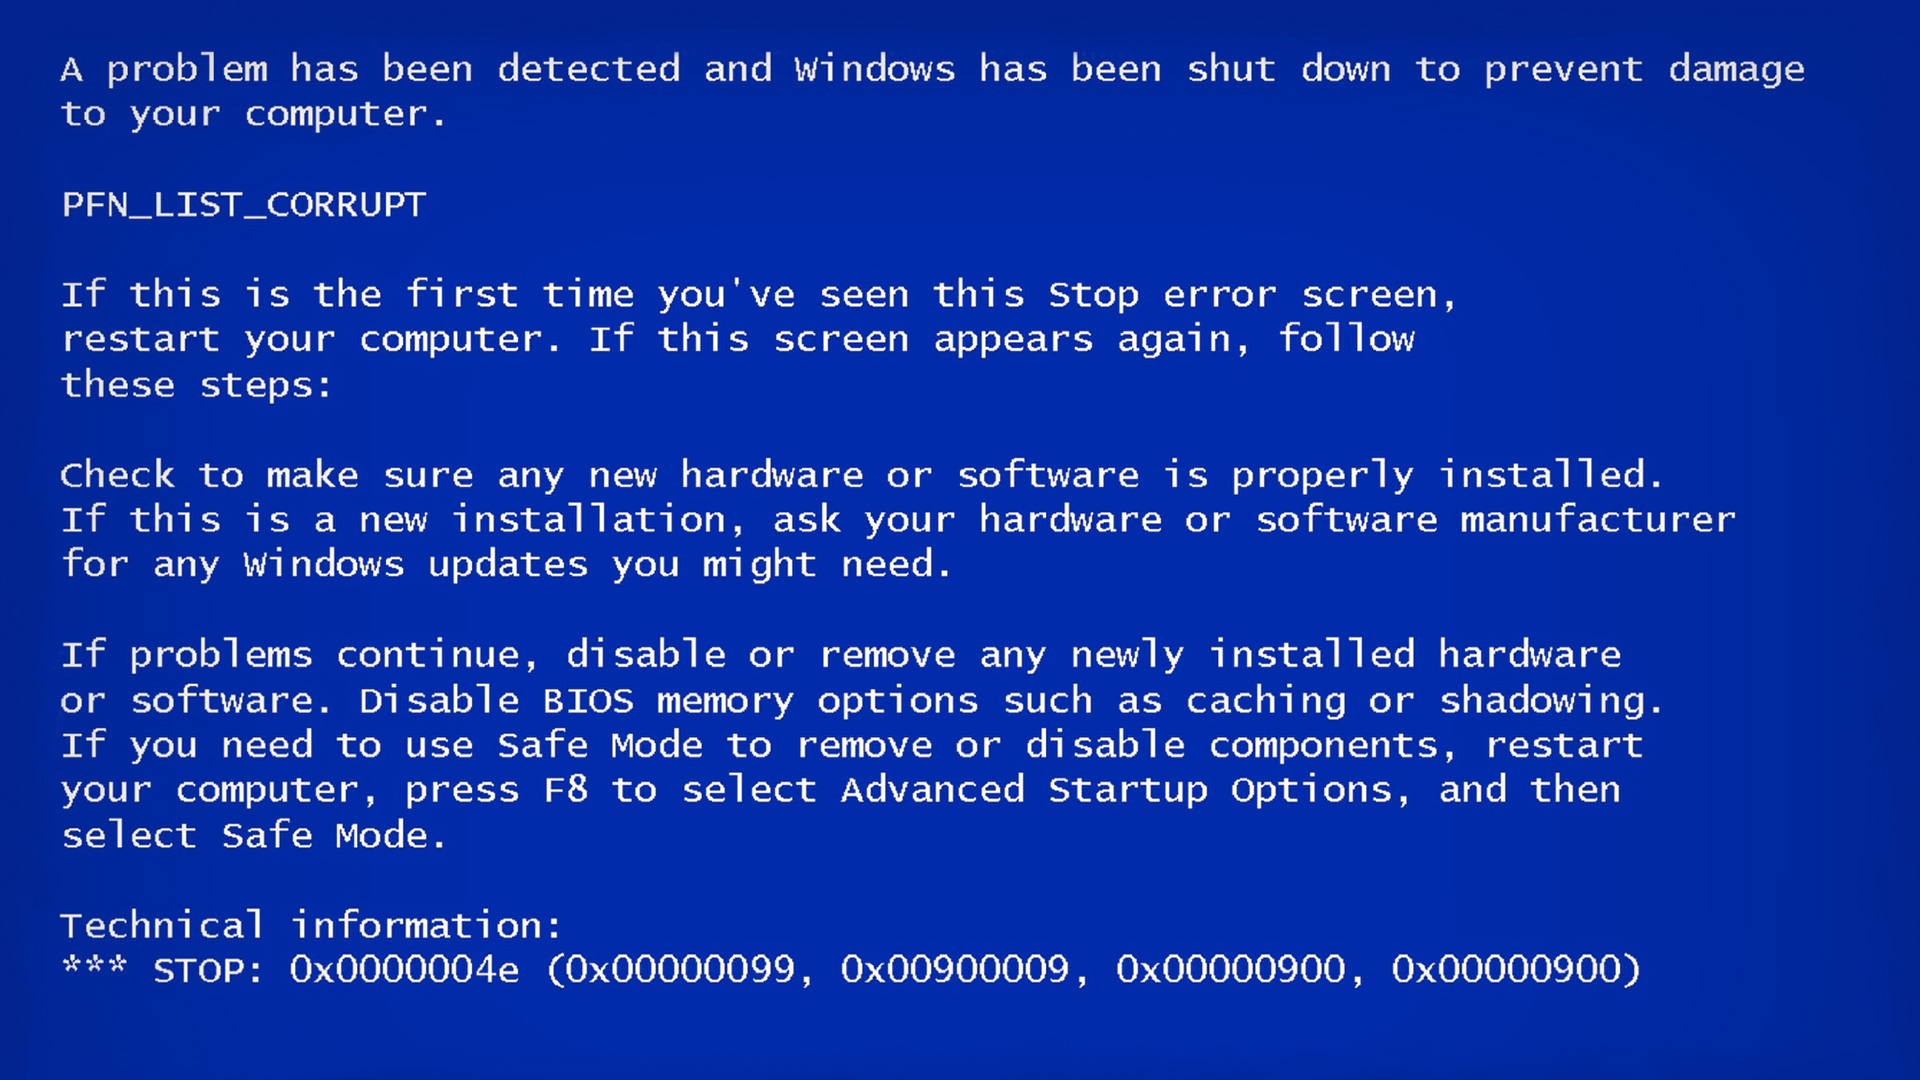 A problem has been detected and Windows has been shut down to prevent damage
to your computer.
PFN_LIST_CORRUPT
If this is the first time you've seen this Stop error screen,
restart your computer. If this screen appears again, follow
these steps:
Check to make sure any new hardware or software is properly installed.
If this is a new installation, ask your hardware or software manufacturer
for any Windows updates you might need.
If problems continue, disable or remove any newly installed hardware
or software. Disable BIOS memory options such as caching or shadowing.
If you need to use Safe Mode to remove or disable components, restart
your computer, press F8 to select Advanced Startup Options, and then
select Safe Mode.
Technical information:
*** STOP: 0x0000004e (0x00000099, 0x00900009, 0x00000900, 0x00000900)